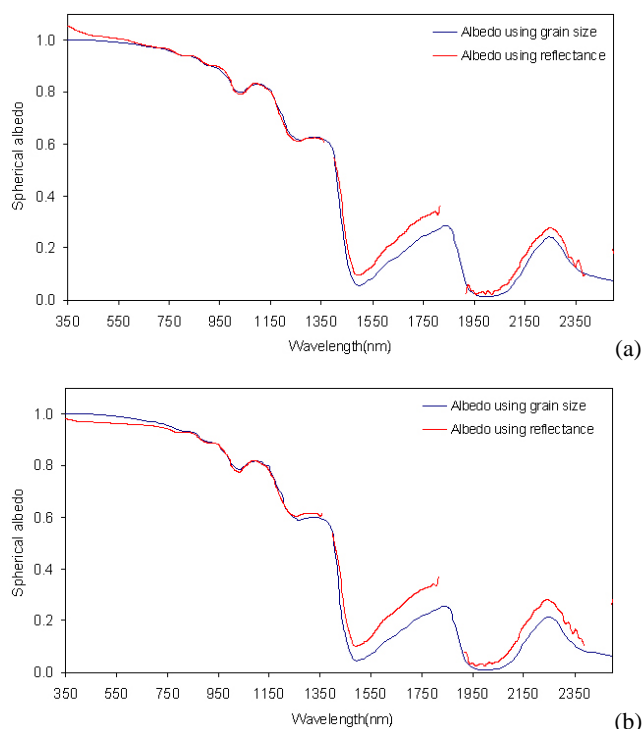 Albedo using grain size
Albedo using reflectance
1.0
0.8
0.6
0.4
0.2
0.0
Spherical albedo
350 550 750 950 1150 1350 1550 1750 1950 2150 2350
Wavelength(nm)
(a)
Albedo using grain size
Albedo using reflectance
1.0
0.8
0.6
0.4
0.2
0.0
Spherical albedo
350 550 750 950 1150 1350 1550 1750 1950 2150 2350
Wavelength(nm)
(b)